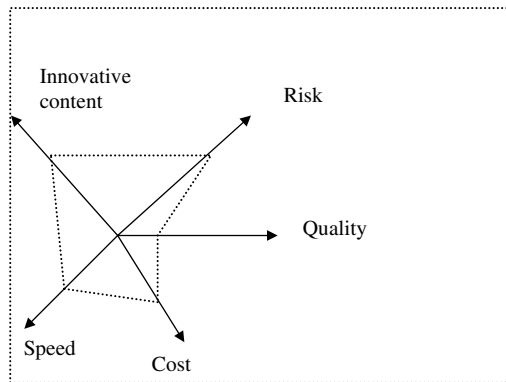 Innovative
content
Risk
Quality
Speed
Cost